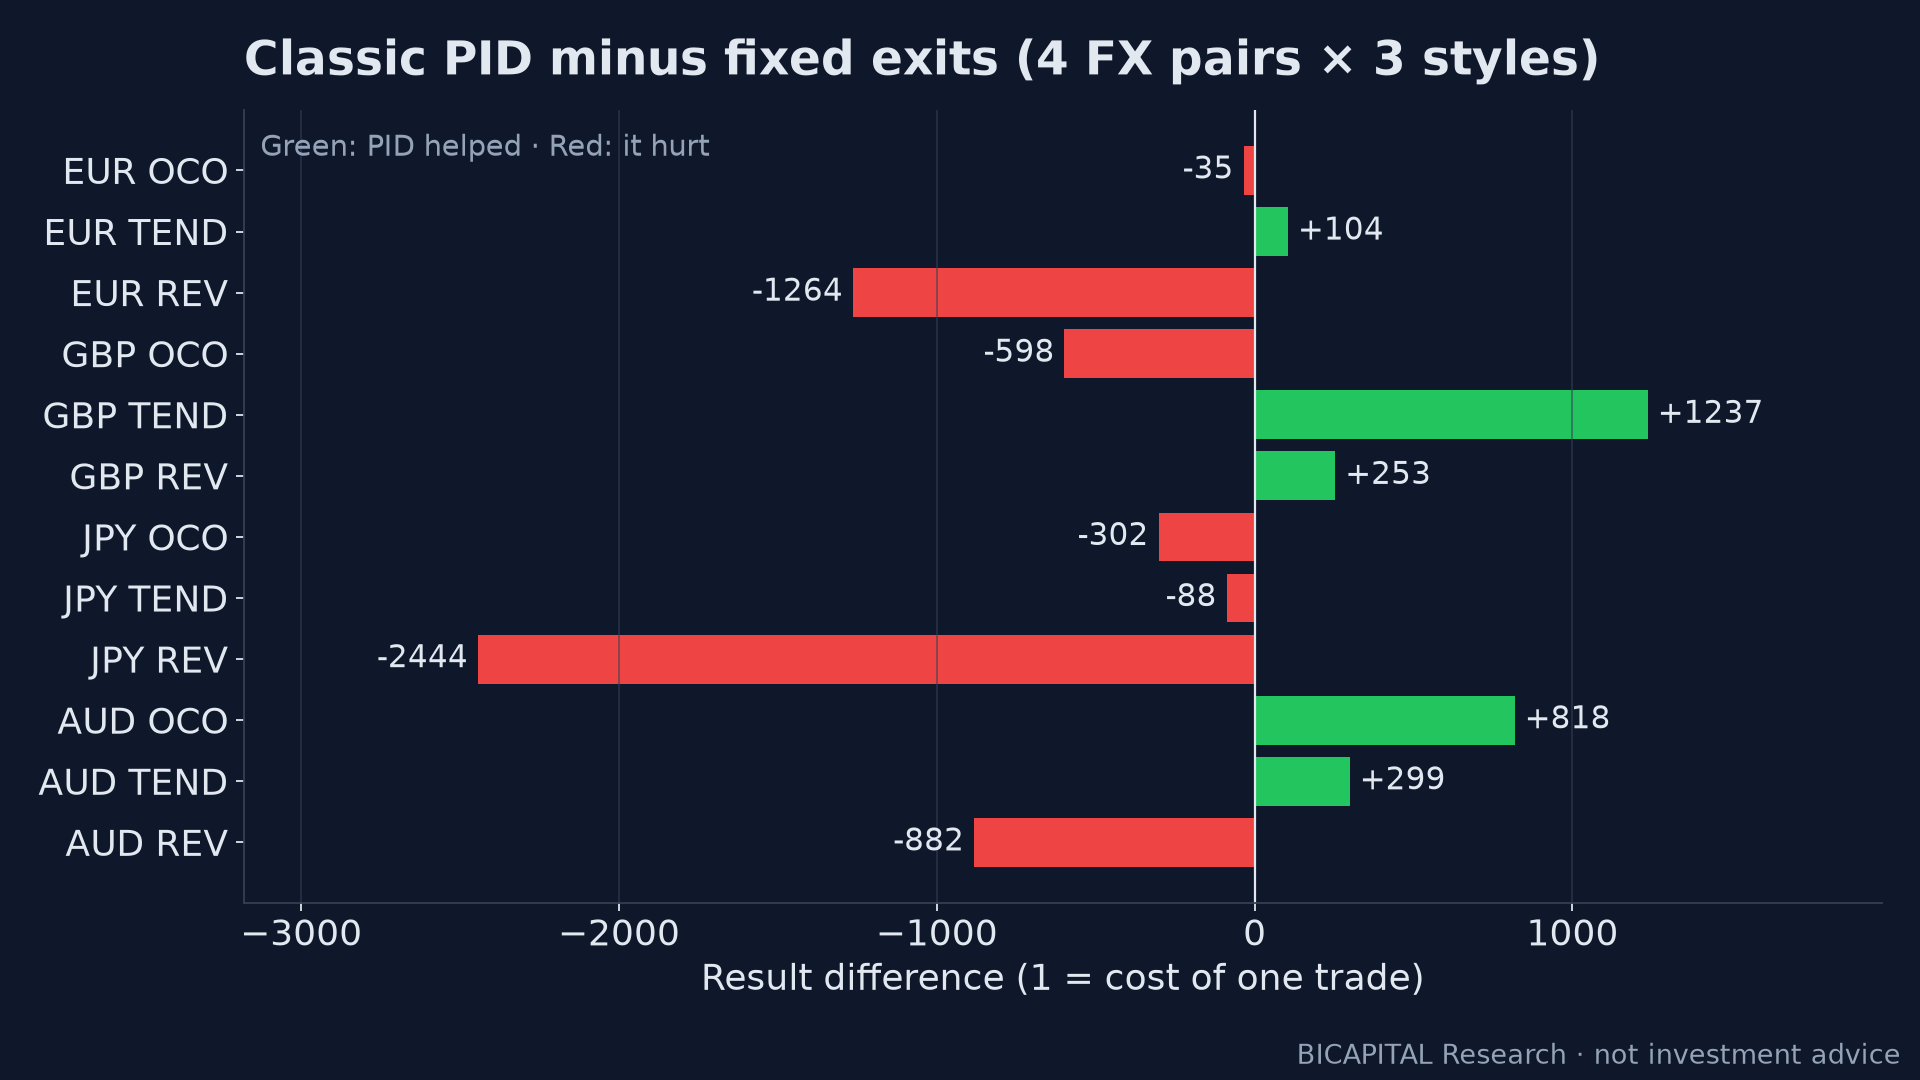 Classic PID minus fixed exits (4 FX pairs × 3 styles)
Green: PID helped · Red: it hurt
EUR OCO -35
EUR TEND +104
EUR REV -1264
GBP OCO -598
GBP TEND +1237
GBP REV +253
JPY OCO -302
JPY TEND -88
JPY REV -2444
AUD OCO +818
AUD TEND +299
AUD REV -882
−3000 −2000 −1000 0 1000
Result difference (1 = cost of one trade)
BICAPITAL Research · not investment advice